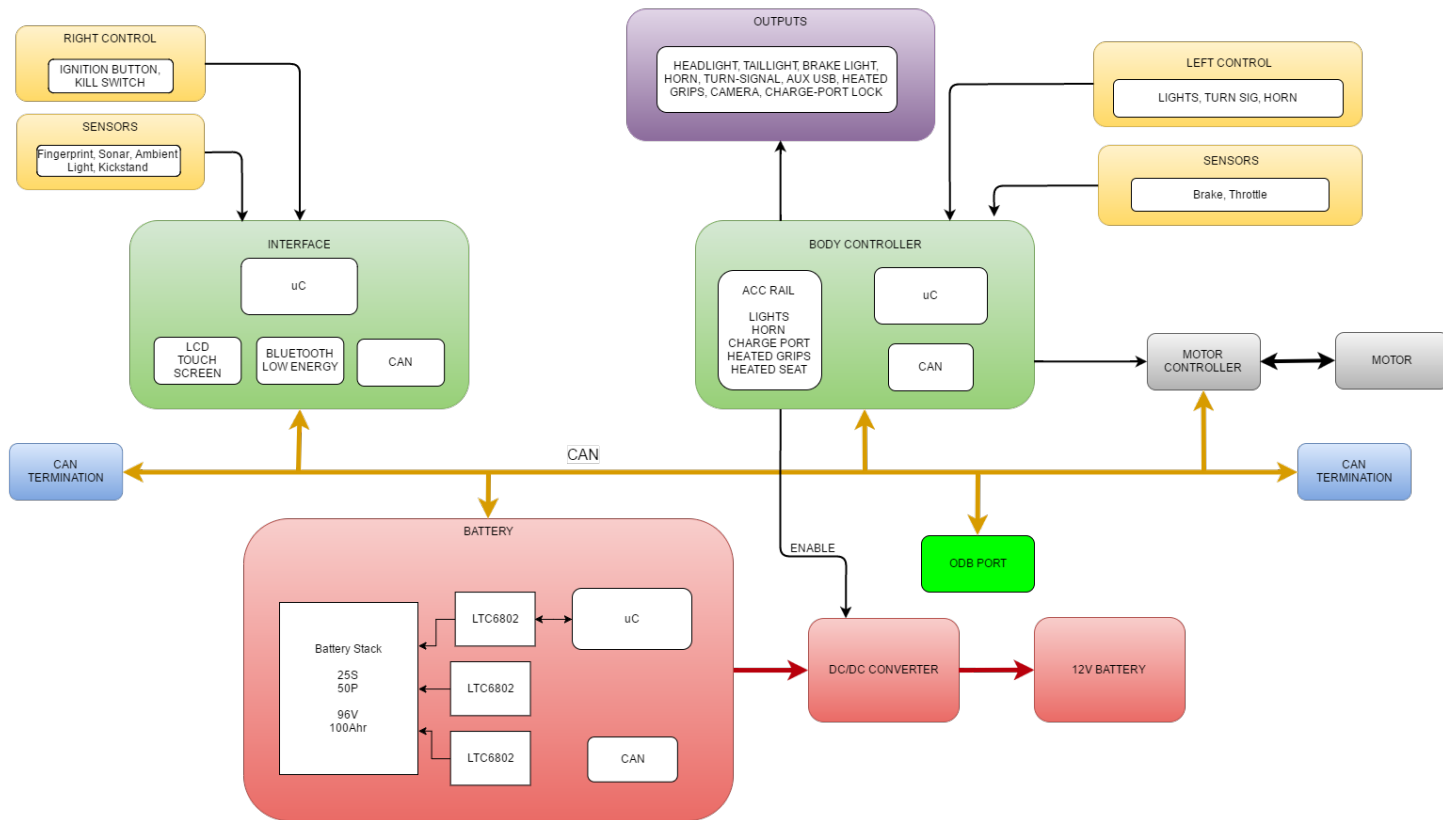 RIGHT CONTROL
IGNITION BUTTON,
KILL SWITCH
SENSORS
Fingerprint, Sonar, Ambient
Light, Kickstand
OUTPUTS
HEADLIGHT, TAILLIGHT, BRAKE LIGHT,
HORN, TURN-SIGNAL, AUX USB, HEATED
GRIPS, CAMERA, CHARGE-PORT LOCK
LEFT CONTROL
LIGHTS, TURN SIG, HORN
SENSORS
Brake, Throttle
INTERFACE
uC
LCD
TOUCH
SCREEN
BLUETOOTH
LOW ENERGY
CAN
BODY CONTROLLER
ACC RAIL
LIGHTS
HORN
CHARGE PORT
HEATED GRIPS
HEATED SEAT
uC
CAN
MOTOR
CONTROLLER
MOTOR
CAN
TERMINATION
CAN
CAN
TERMINATION
BATTERY
Battery Stack
25S
50P
96V
100Ahr
LTC6802
LTC6802
LTC6802
uC
CAN
ENABLE
ODB PORT
DC/DC CONVERTER
12V BATTERY